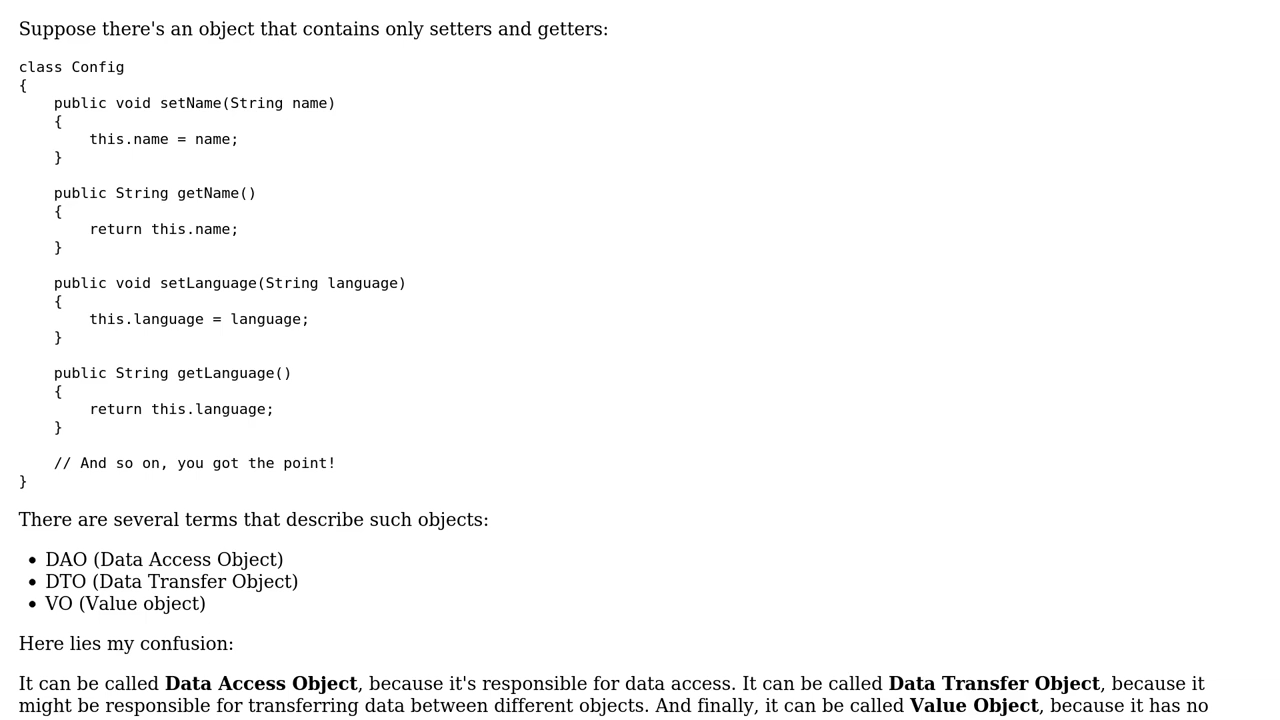 Suppose there's an object that contains only setters and getters:
class Config
{
    public void setName(String name)
    {
        this.name = name;
    }
    public String getName()
    {
        return this.name;
    }
    public void setLanguage(String language)
    {
        this.language = language;
    }
    public String getLanguage()
    {
        return this.language;
    }
    // And so on, you got the point!
}
There are several terms that describe such objects:
• DAO (Data Access Object)
• DTO (Data Transfer Object)
• VO (Value object)
Here lies my confusion:
It can be called Data Access Object, because it's responsible for data access. It can be called Data Transfer Object, because it
might be responsible for transferring data between different objects. And finally, it can be called Value Object, because it has no